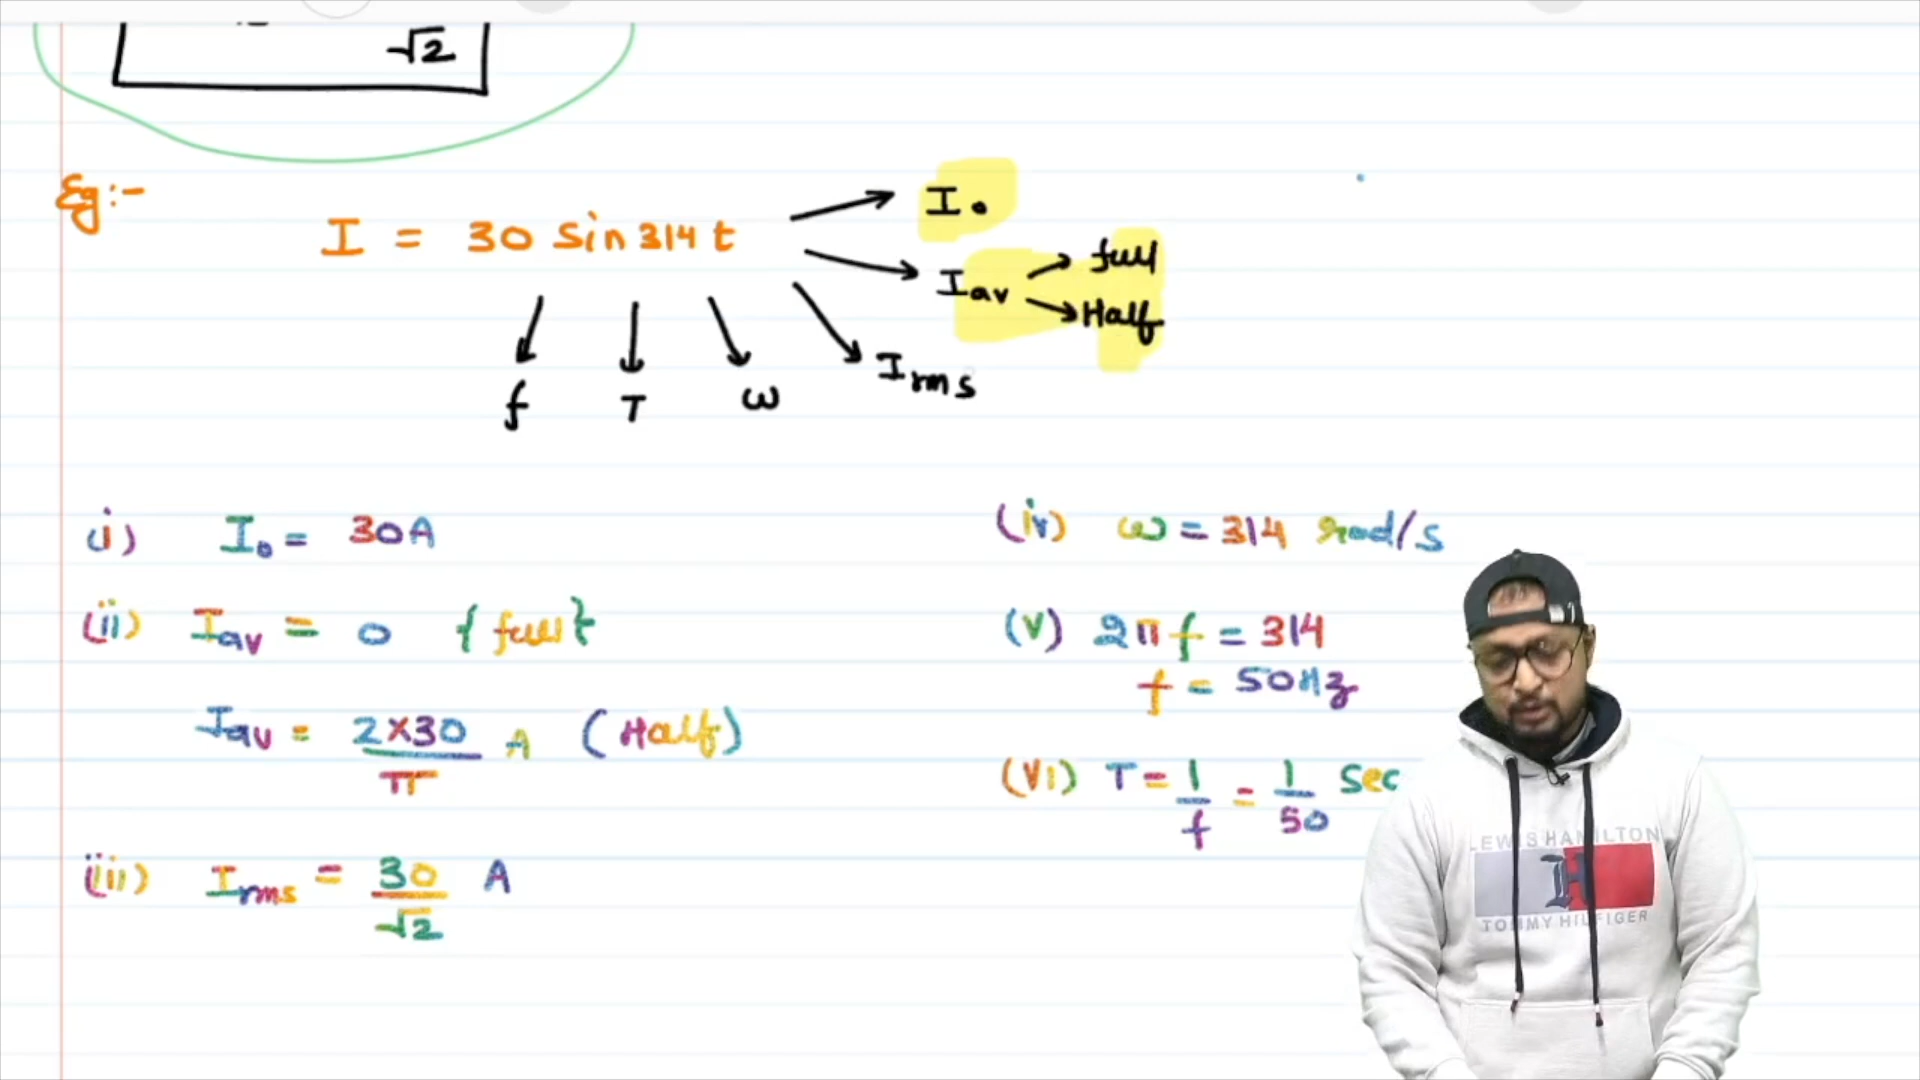 √2
Eg:-
I = 30 Sin 314 t
I₀
Iav
full
Half
Irms
f
T
ω
(i) I₀ = 30A
(ii) Iav = 0 {full}
Iav = 2×30/π A (Half)
(iii) Irms = 30/√2 A
(iv) ω = 314 rad/s
(v) 2πf = 314
f = 50Hz
(vi) T = 1/f = 1/50 Sec
LEWIS HAMILTON
H
TOMMY HILFIGER